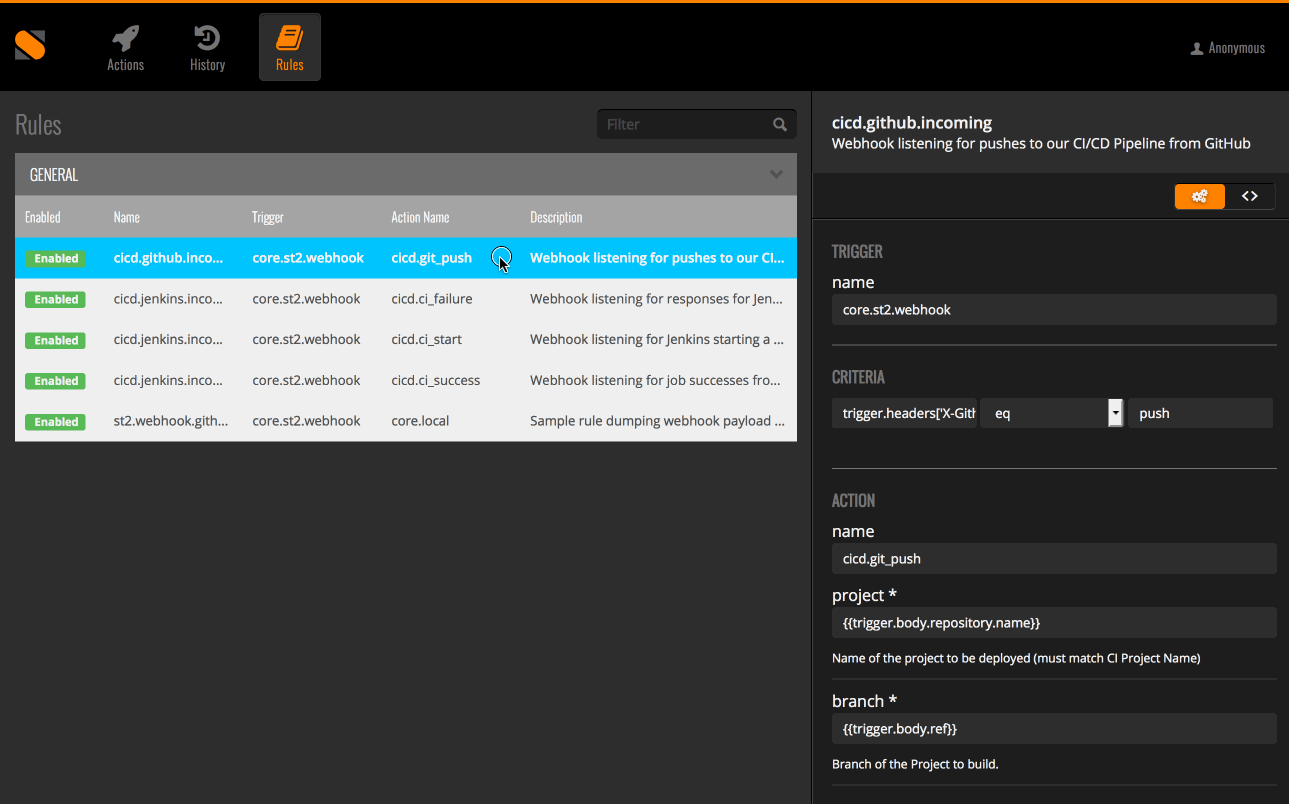 Actions
History
Rules
Anonymous
Rules
Filter
GENERAL
Enabled Name Trigger Action Name Description
Enabled cicd.github.inco... core.st2.webhook cicd.git_push Webhook listening for pushes to our CI...
Enabled cicd.jenkins.inco... core.st2.webhook cicd.ci_failure Webhook listening for responses for Jen...
Enabled cicd.jenkins.inco... core.st2.webhook cicd.ci_start Webhook listening for Jenkins starting a ...
Enabled cicd.jenkins.inco... core.st2.webhook cicd.ci_success Webhook listening for job successes fro...
Enabled st2.webhook.gith... core.st2.webhook core.local Sample rule dumping webhook payload ...
cicd.github.incoming
Webhook listening for pushes to our CI/CD Pipeline from GitHub
<>
TRIGGER
name
core.st2.webhook
CRITERIA
trigger.headers['X-Gith eq push
ACTION
name
cicd.git_push
project *
{{trigger.body.repository.name}}
Name of the project to be deployed (must match CI Project Name)
branch *
{{trigger.body.ref}}
Branch of the Project to build.